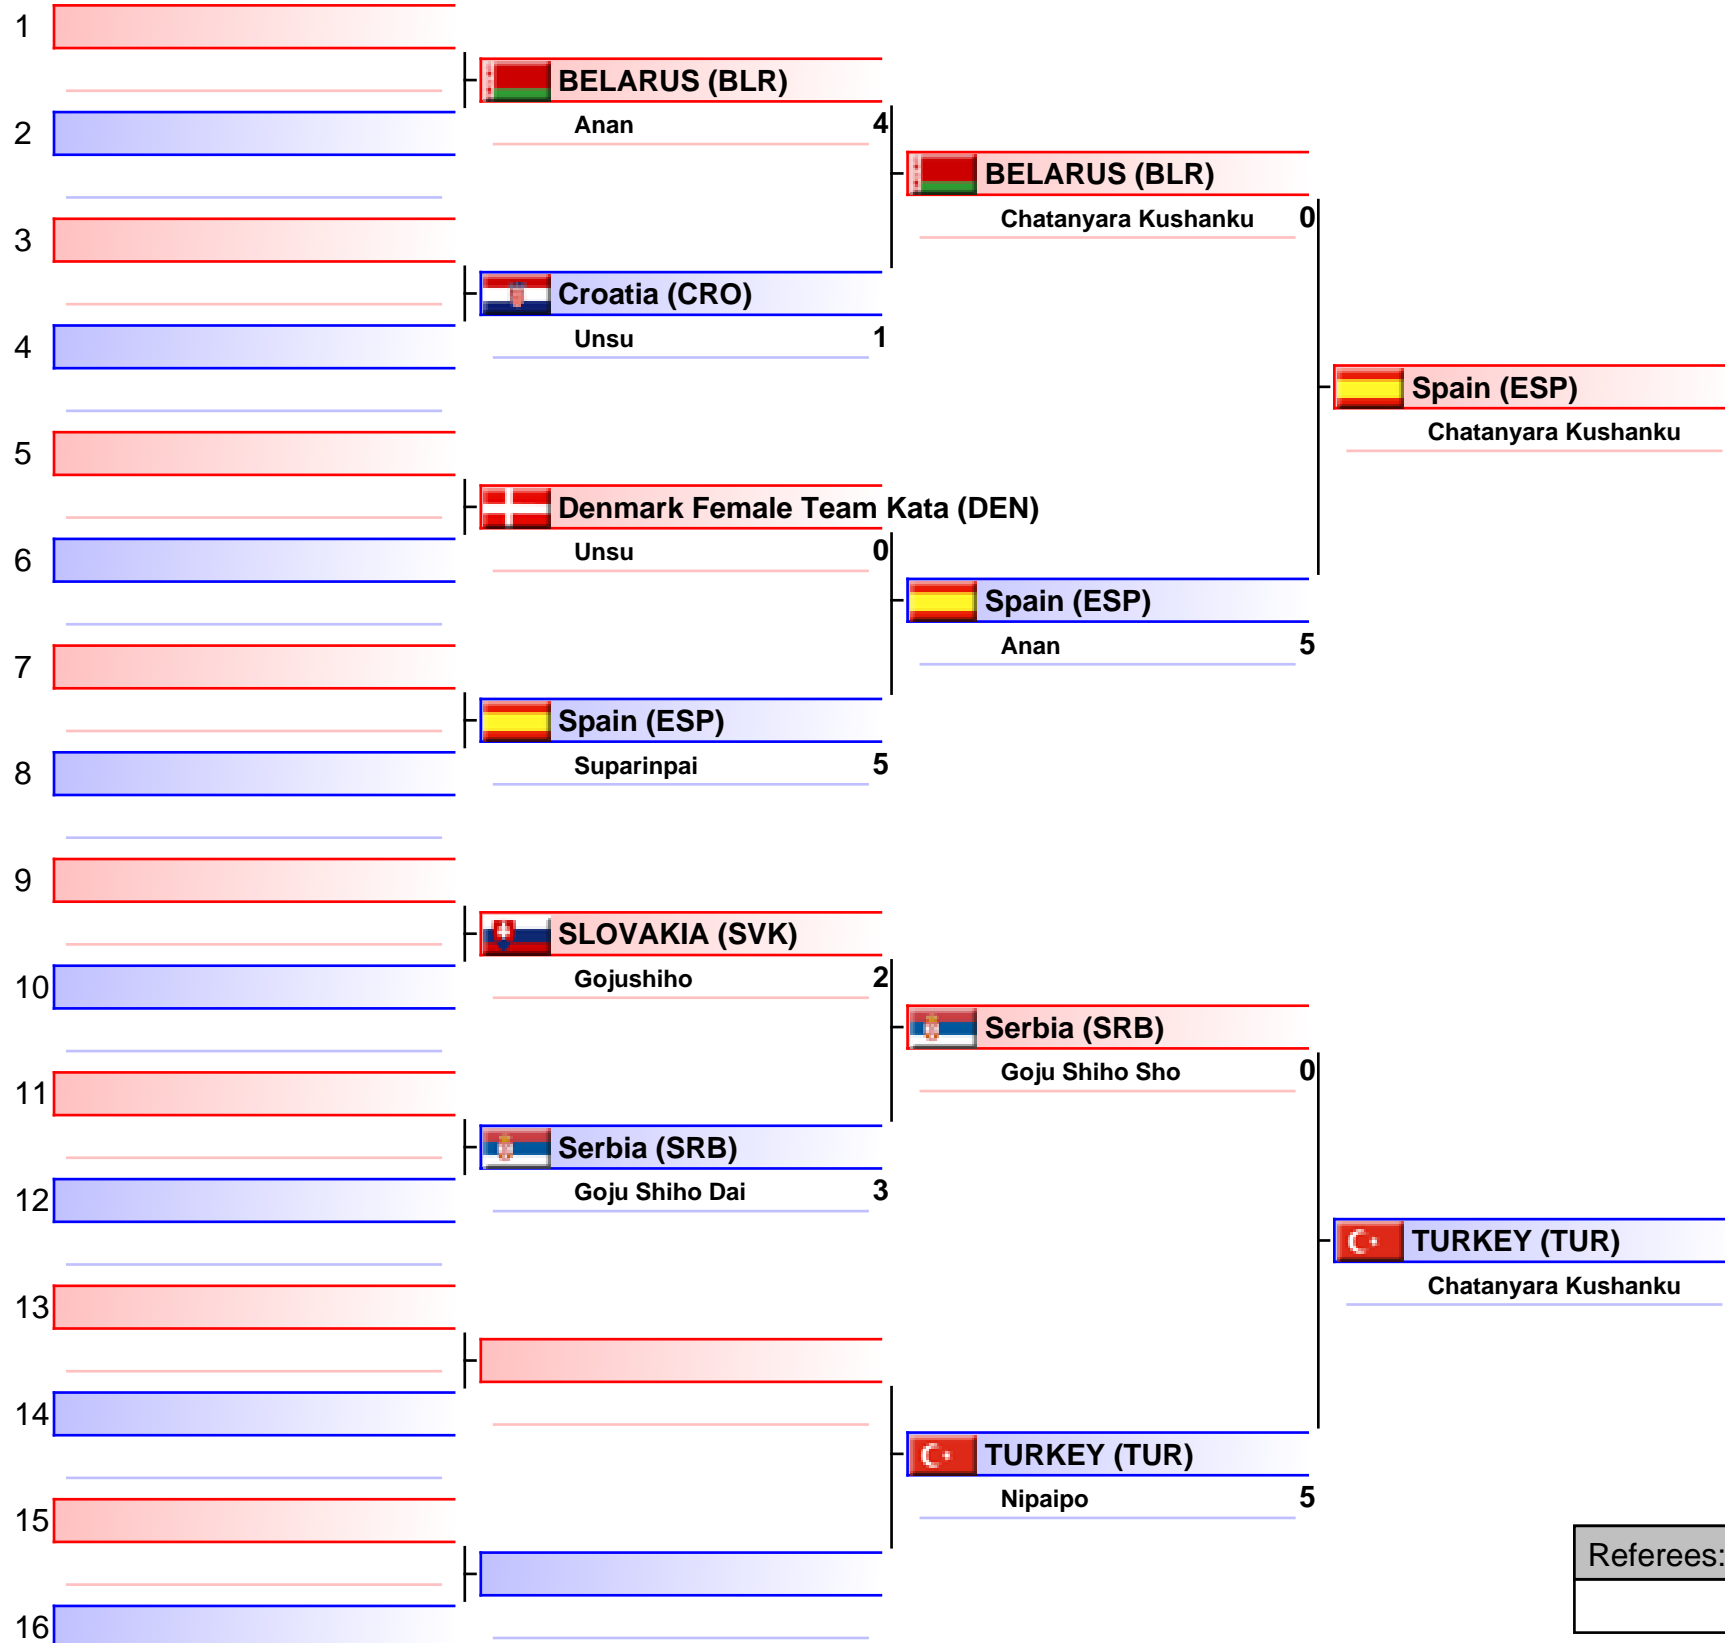 1
BELARUS (BLR)
Anan 4
2
BELARUS (BLR)
Chatanyara Kushanku 0
3
Croatia (CRO)
Unsu 1
4
Spain (ESP)
Chatanyara Kushanku
5
Denmark Female Team Kata (DEN)
Unsu 0
6
Spain (ESP)
Anan 5
7
Spain (ESP)
Suparinpai 5
8
9
SLOVAKIA (SVK)
Gojushiho 2
10
Serbia (SRB)
Goju Shiho Sho 0
11
Serbia (SRB)
Goju Shiho Dai 3
12
TURKEY (TUR)
Chatanyara Kushanku
13
14
TURKEY (TUR)
Nipaipo 5
15
Referees:
16